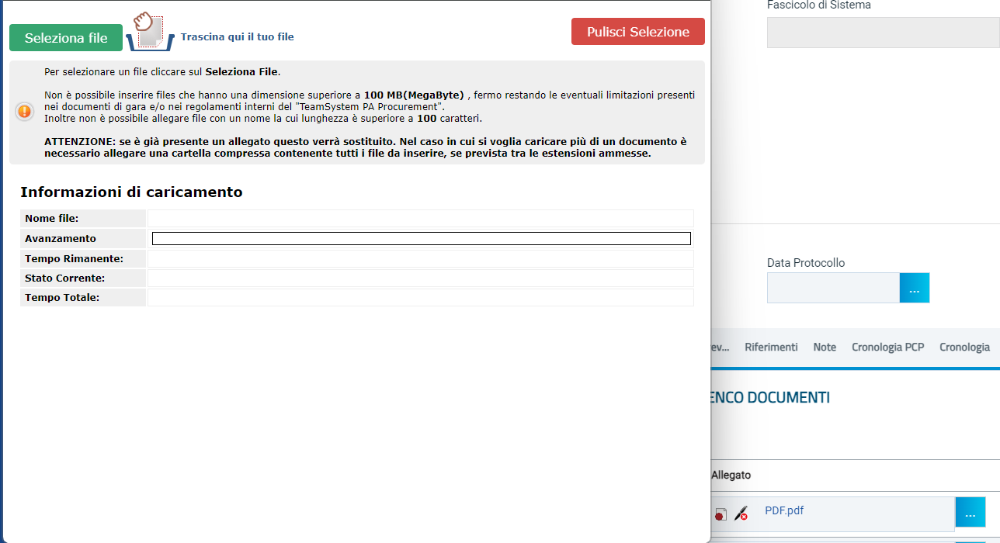 Seleziona file
Trascina qui il tuo file
Pulisci Selezione
Per selezionare un file cliccare sul Seleziona File.
Non è possibile inserire files che hanno una dimensione superiore a 100 MB(MegaByte) , fermo restando le eventuali limitazioni presenti
nei documenti di gara e/o nei regolamenti interni del "TeamSystem PA Procurement".
Inoltre non è possibile allegare file con un nome la cui lunghezza è superiore a 100 caratteri.
ATTENZIONE: se è già presente un allegato questo verrà sostituito. Nel caso in cui si voglia caricare più di un documento è
necessario allegare una cartella compressa contenente tutti i file da inserire, se prevista tra le estensioni ammesse.
Informazioni di caricamento
Nome file:
Avanzamento
Tempo Rimanente:
Stato Corrente:
Tempo Totale:
Fascicolo di Sistema
Data Protocollo
...
ev... Riferimenti Note Cronologia PCP Cronologia
ENCO DOCUMENTI
Allegato
PDF.pdf
...